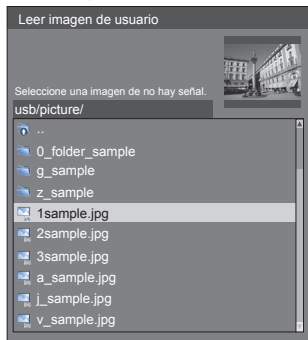 Leer imagen de usuario
Seleccione una imagen de no hay señal.
usb/picture/
..
0_folder_sample
g_sample
z_sample
1sample.jpg
2sample.jpg
3sample.jpg
a_sample.jpg
j_sample.jpg
v_sample.jpg